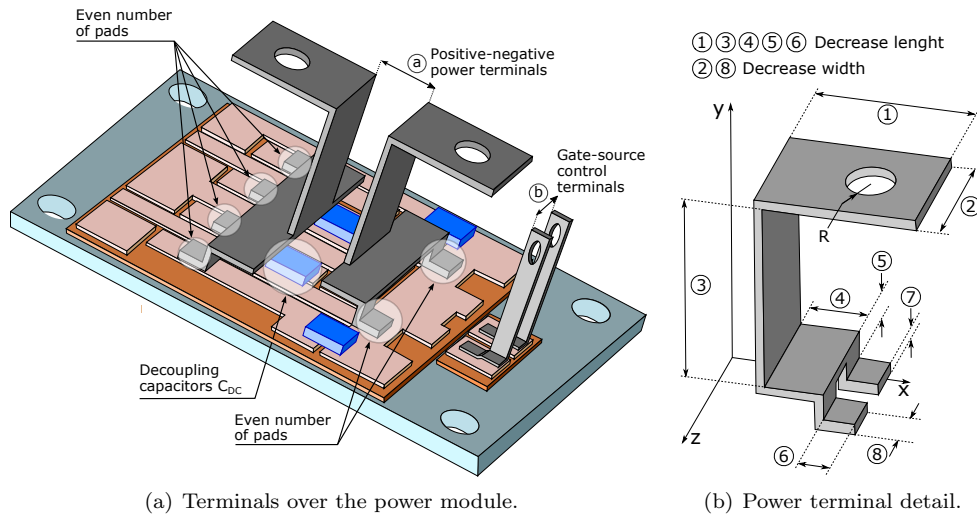 Even number
of pads
ⓐ Positive-negative
power terminals
Gate-source
control
terminals
ⓑ
Decoupling
capacitors C_DC
Even number
of pads
(a) Terminals over the power module.
①③④⑤⑥ Decrease lenght
②⑧ Decrease width
y
①
②
R
③
⑤
④
⑦
x
z
⑥
⑧
(b) Power terminal detail.